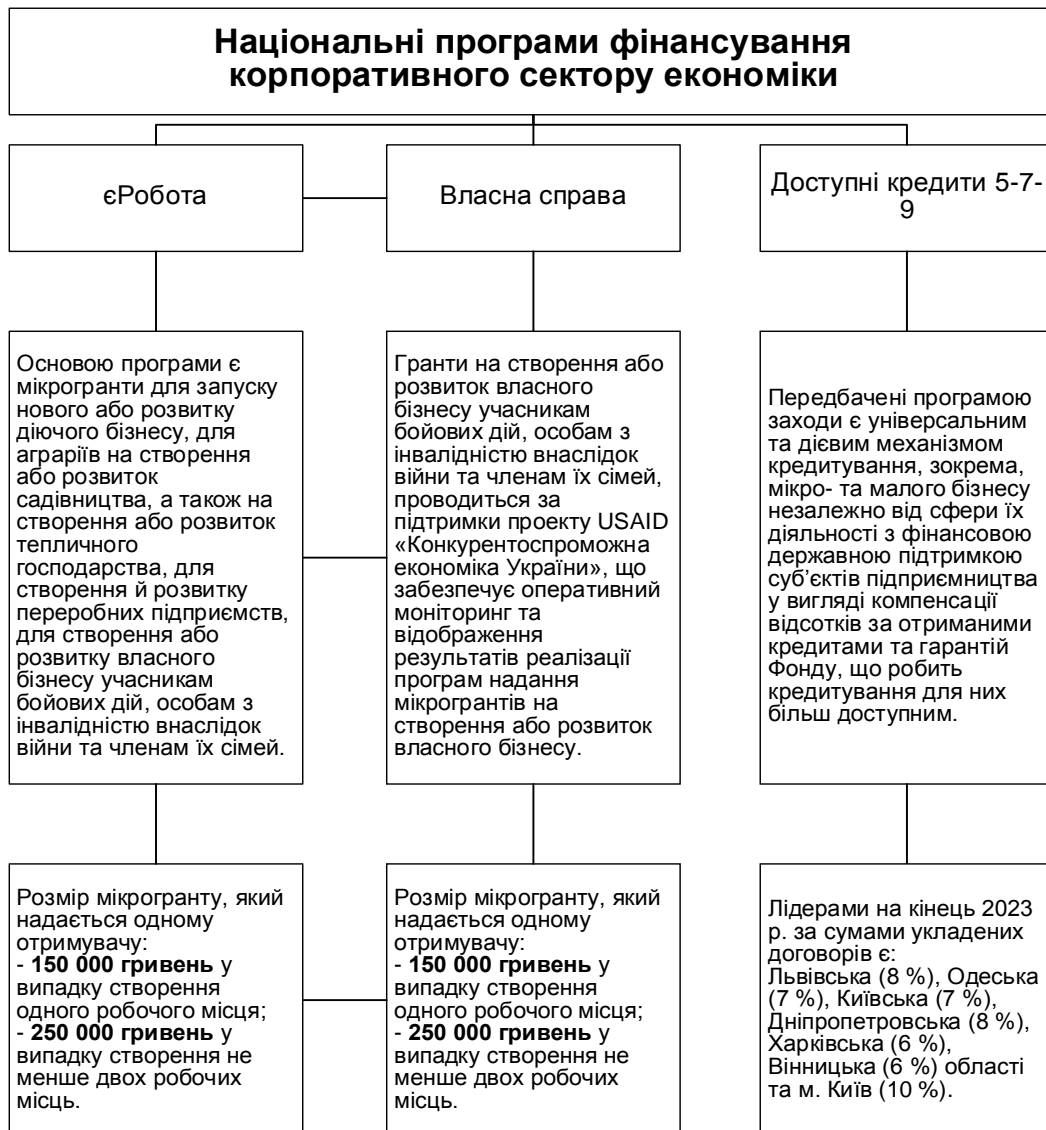 Національні програми фінансування
корпоративного сектору економіки
єРобота
Власна справа
Доступні кредити 5-7-
9
Основою програми є
мікрогранти для запуску
нового або розвитку
діючого бізнесу, для
аграріїв на створення
або розвиток
садівництва, а також на
створення або розвиток
тепличного
господарства, для
створення й розвитку
переробних підприємств,
для створення або
розвитку власного
бізнесу учасникам
бойових дій, особам з
інвалідністю внаслідок
війни та членам їх сімей.
Гранти на створення або
розвиток власного
бізнесу учасникам
бойових дій, особам з
інвалідністю внаслідок
війни та членам їх сімей,
проводиться за
підтримки проекту USAID
«Конкурентоспроможна
економіка України», що
забезпечує оперативний
моніторинг та
відображення
результатів реалізації
програм надання
мікрогрантів на
створення або розвиток
власного бізнесу.
Передбачені програмою
заходи є універсальним
та дієвим механізмом
кредитування, зокрема,
мікро- та малого бізнесу
незалежно від сфери їх
діяльності з фінансовою
державною підтримкою
суб’єктів підприємництва
у вигляді компенсації
відсотків за отриманими
кредитами та гарантій
Фонду, що робить
кредитування для них
більш доступним.
Розмір мікрогранту, який
надається одному
отримувачу:
- 150 000 гривень у
випадку створення
одного робочого місця;
- 250 000 гривень у
випадку створення не
менше двох робочих
місць.
Розмір мікрогранту, який
надається одному
отримувачу:
- 150 000 гривень у
випадку створення
одного робочого місця;
- 250 000 гривень у
випадку створення не
менше двох робочих
місць.
Лідерами на кінець 2023
р. за сумами укладених
договорів є:
Львівська (8 %), Одеська
(7 %), Київська (7 %),
Дніпропетровська (8 %),
Харківська (6 %),
Вінницька (6 %) області
та м. Київ (10 %).